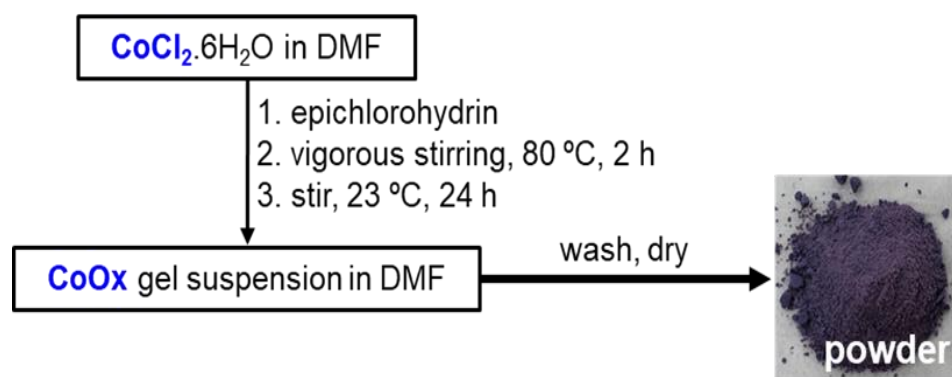 CoCl₂.6H₂O in DMF
1. epichlorohydrin
2. vigorous stirring, 80 ºC, 2 h
3. stir, 23 ºC, 24 h
CoOx gel suspension in DMF
wash, dry
powder